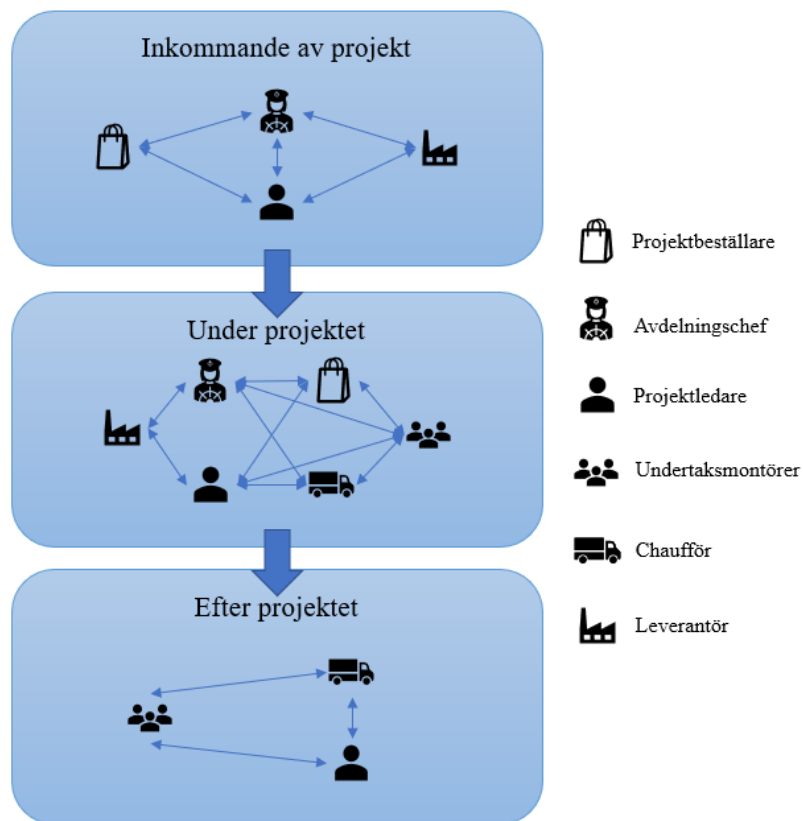 Inkommande av projekt
Under projektet
Efter projektet
Projektbeställare
Avdelningschef
Projektledare
Undertaksmontörer
Chaufför
Leverantör